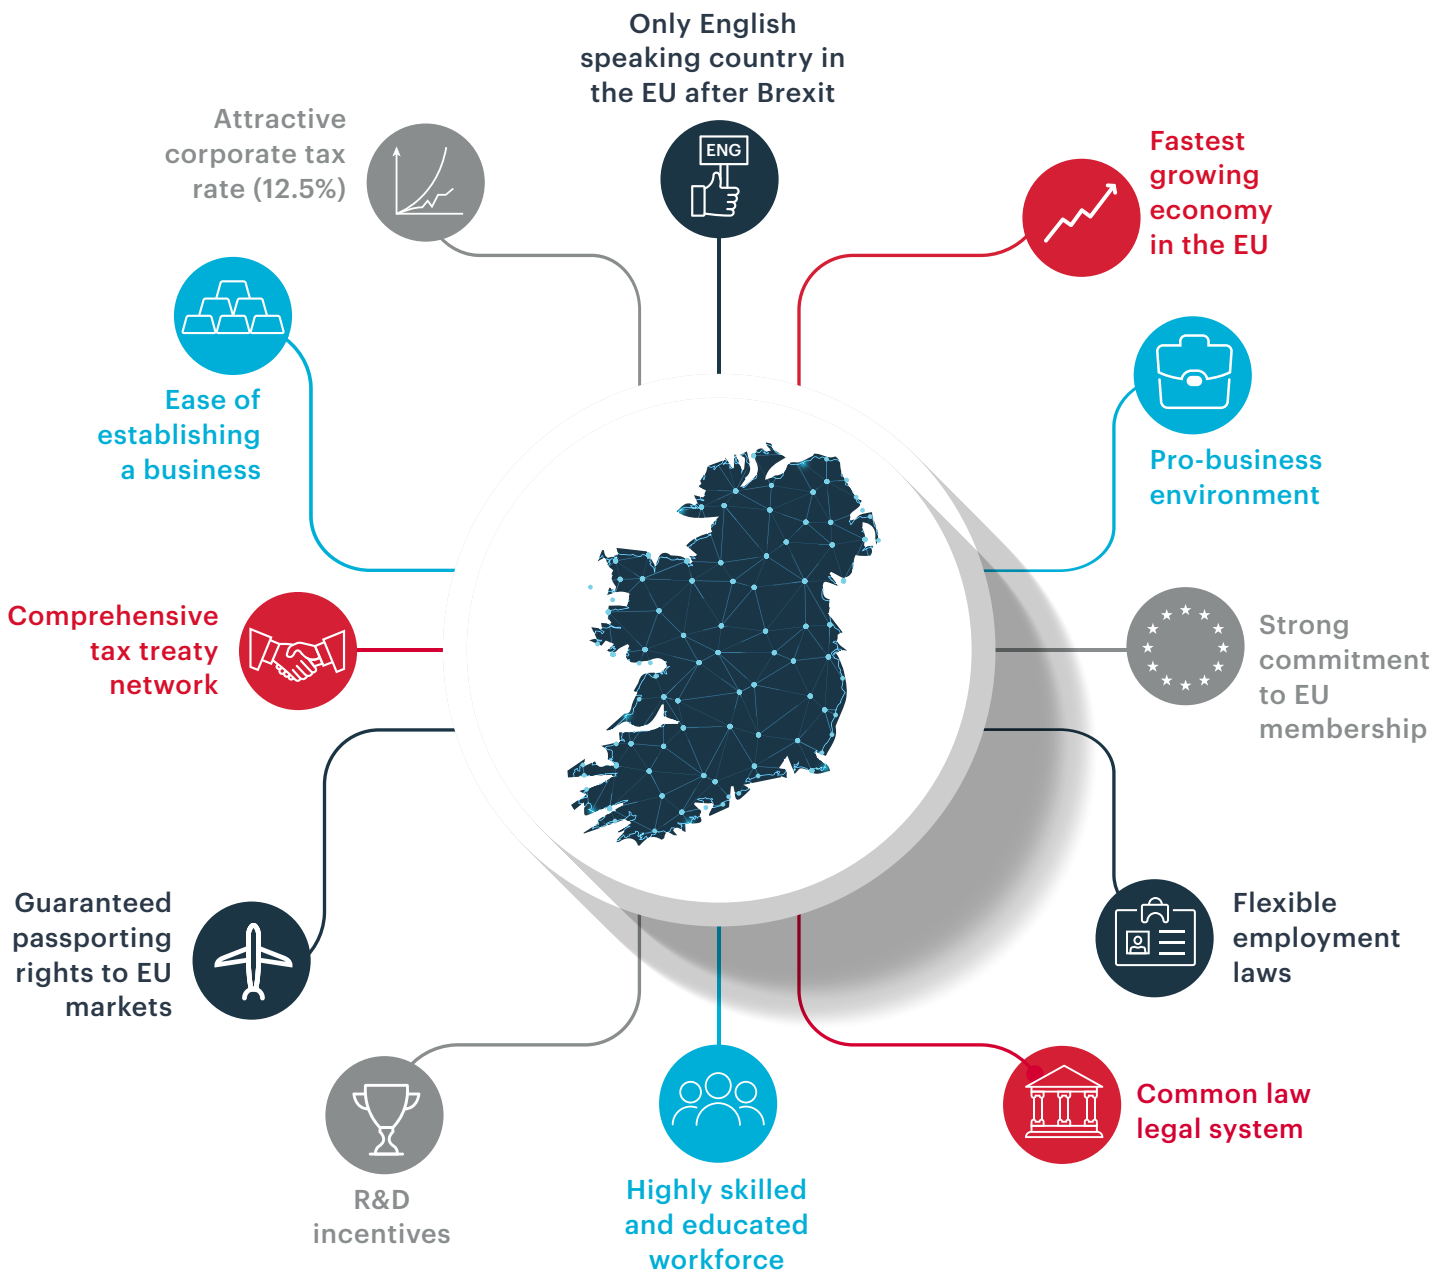 Only English
speaking country in
the EU after Brexit
ENG
Attractive
corporate tax
rate (12.5%)
Fastest
growing
economy
in the EU
Ease of
establishing
a business
Pro-business
environment
Comprehensive
tax treaty
network
Strong
commitment
to EU
membership
Guaranteed
passporting
rights to EU
markets
Flexible
employment
laws
R&D
incentives
Highly skilled
and educated
workforce
Common law
legal system